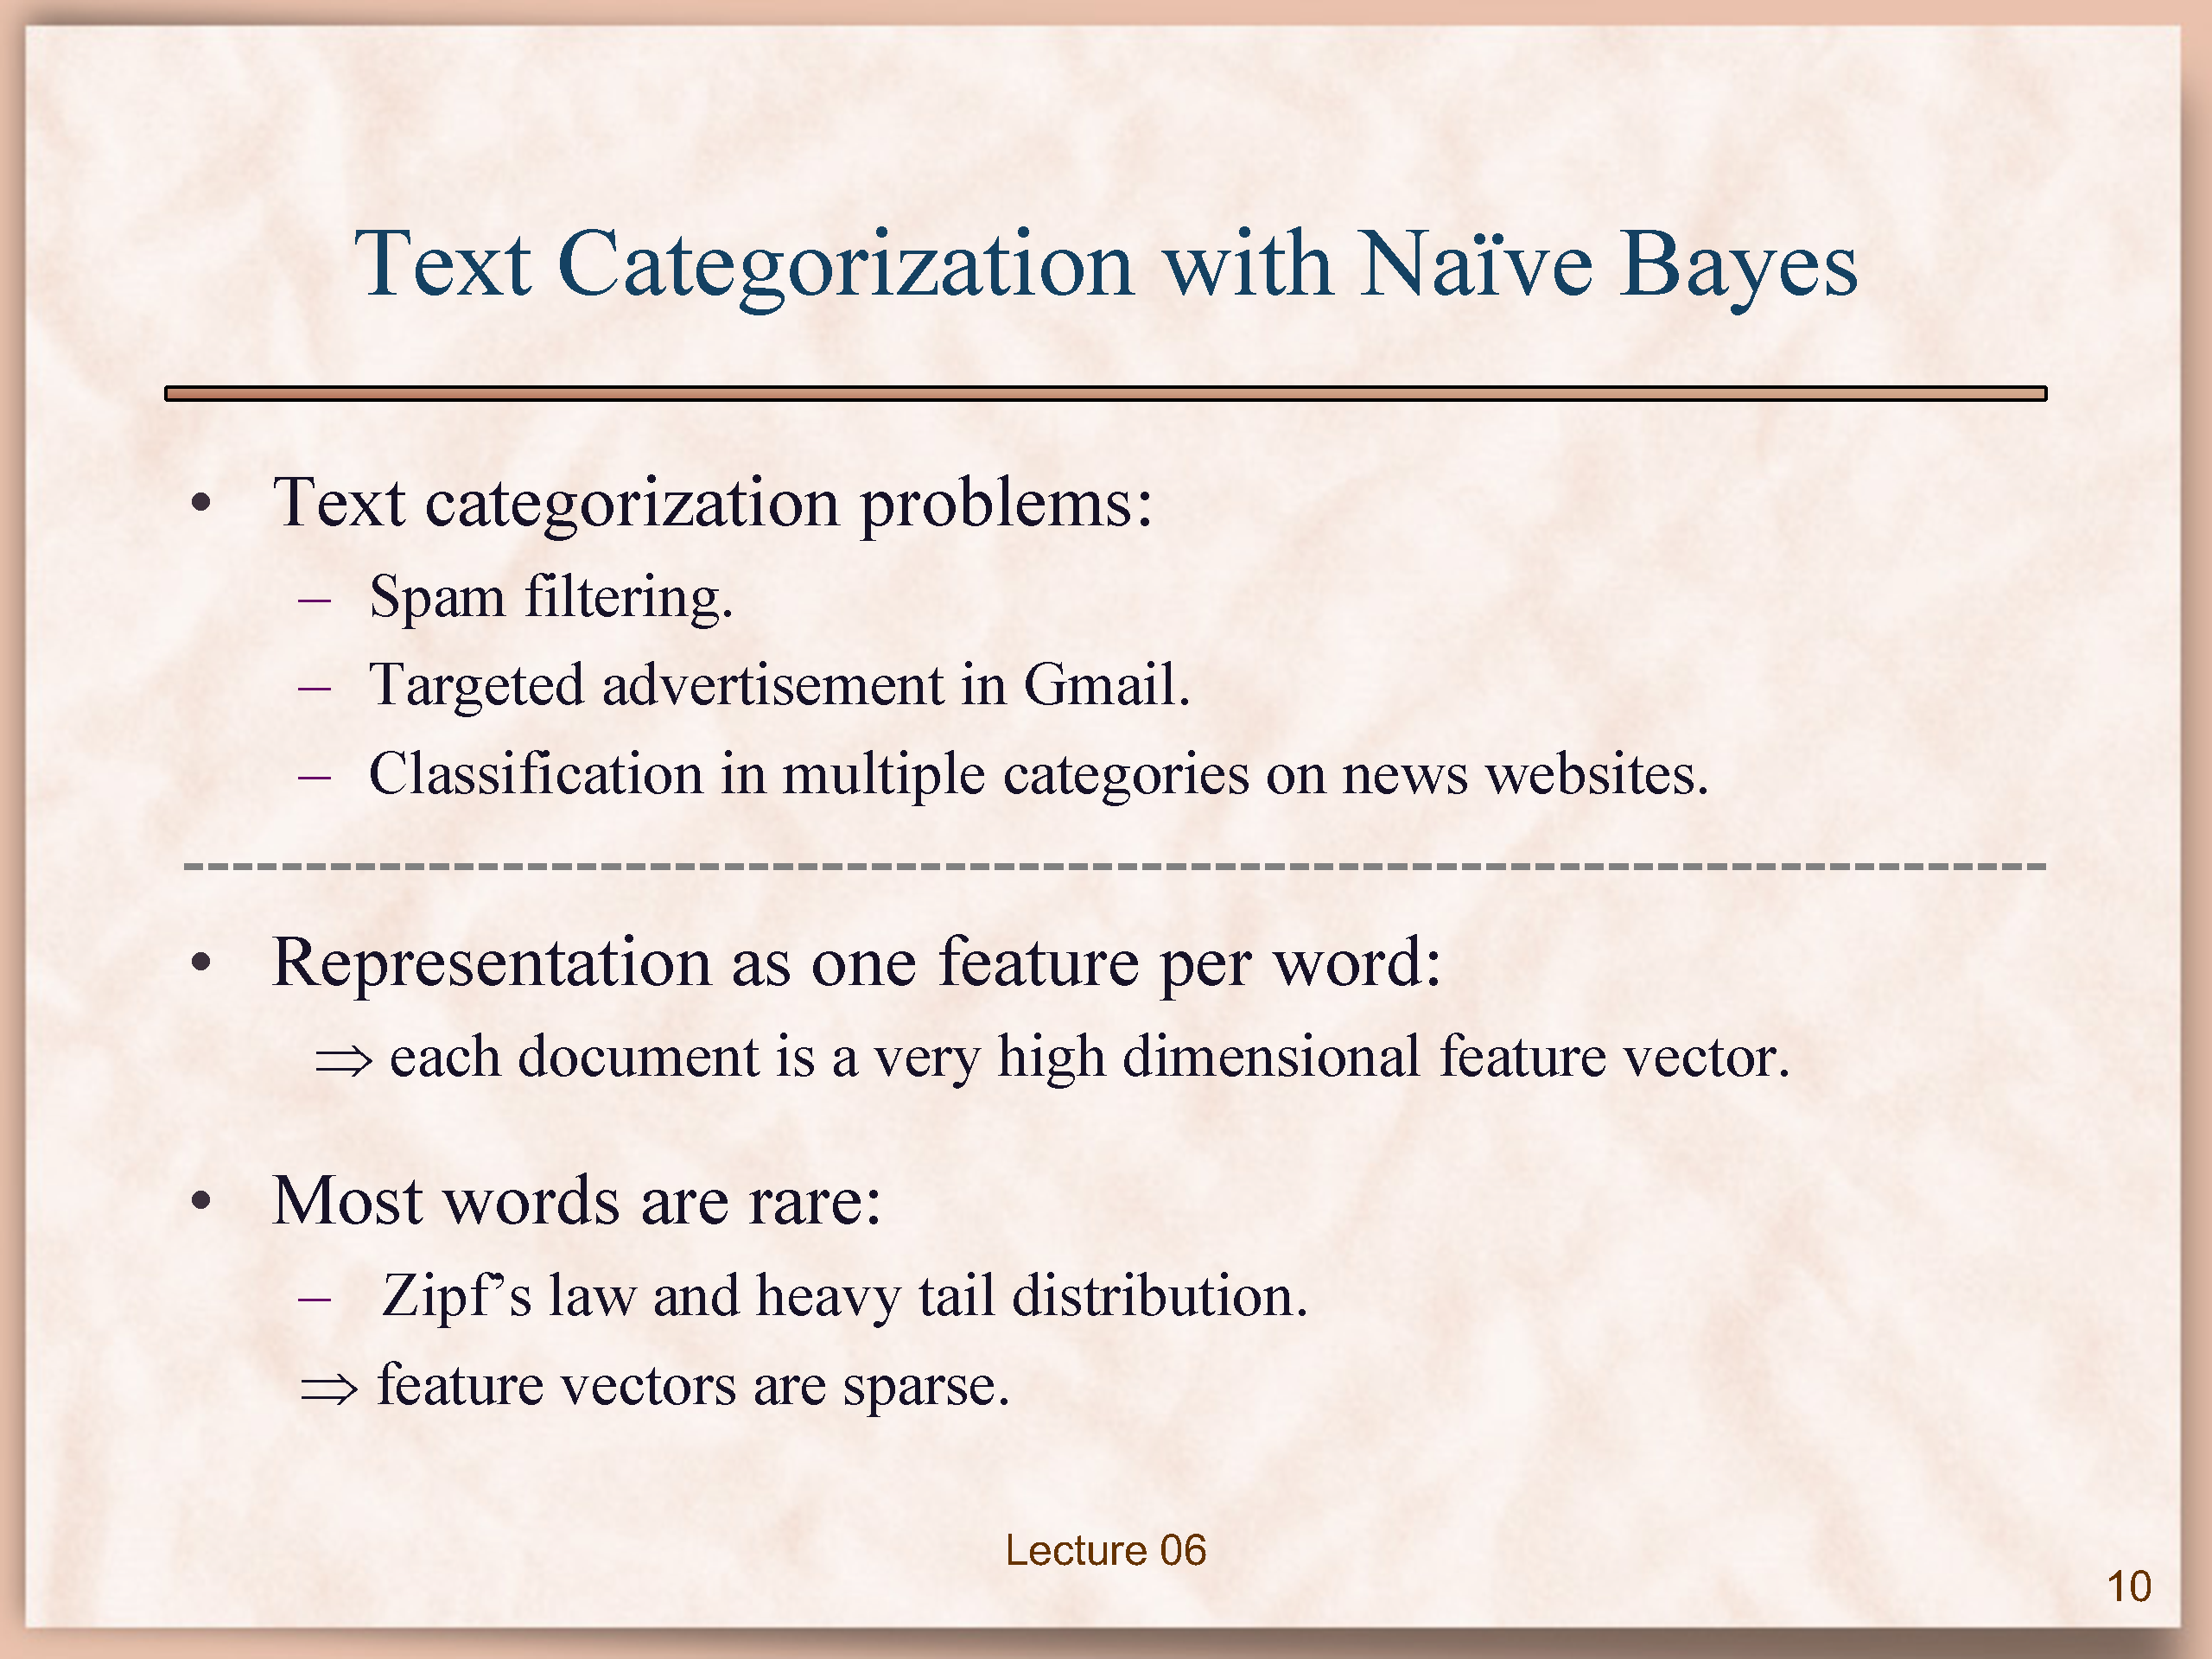 Text Categorization with Naïve Bayes
• Text categorization problems:
– Spam filtering.
– Targeted advertisement in Gmail.
– Classification in multiple categories on news websites.
• Representation as one feature per word:
⇒ each document is a very high dimensional feature vector.
• Most words are rare:
– Zipf’s law and heavy tail distribution.
⇒ feature vectors are sparse.
Lecture 06
10